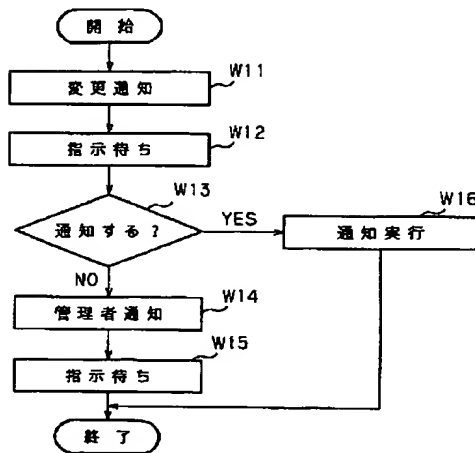 開始
W11
変更通知
W12
指示待ち
W13
通知する?
YES
W16
通知実行
NO
W14
管理者通知
W15
指示待ち
終了